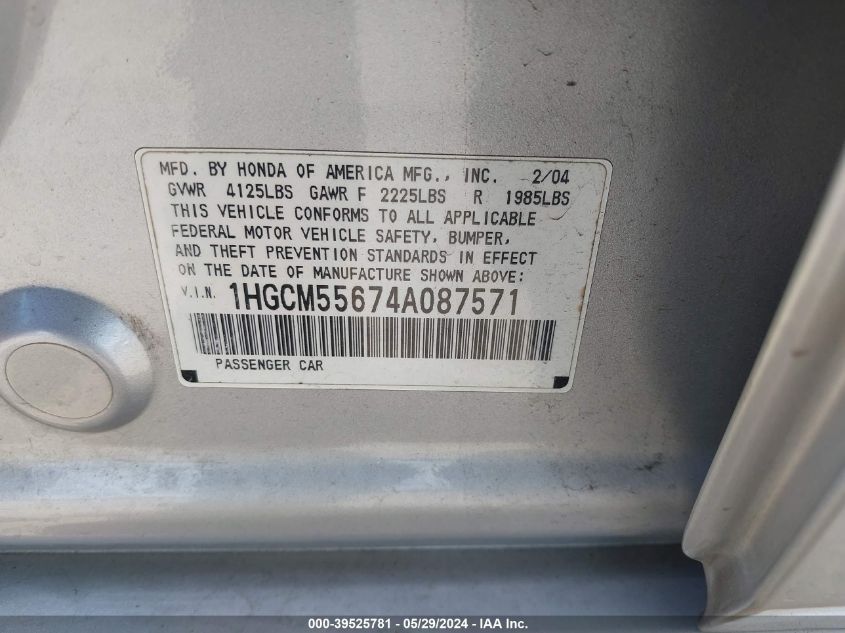 MFD. BY HONDA OF AMERICA MFG., INC. 2/04
GVWR 4125LBS GAWR F 2225LBS R 1985LBS
THIS VEHICLE CONFORMS TO ALL APPLICABLE
FEDERAL MOTOR VEHICLE SAFETY, BUMPER,
AND THEFT PREVENTION STANDARDS IN EFFECT
ON THE DATE OF MANUFACTURE SHOWN ABOVE:
V.I.N. 1HGCM55674A087571
PASSENGER CAR
000-39525781 - 05/29/2024 - IAA Inc.